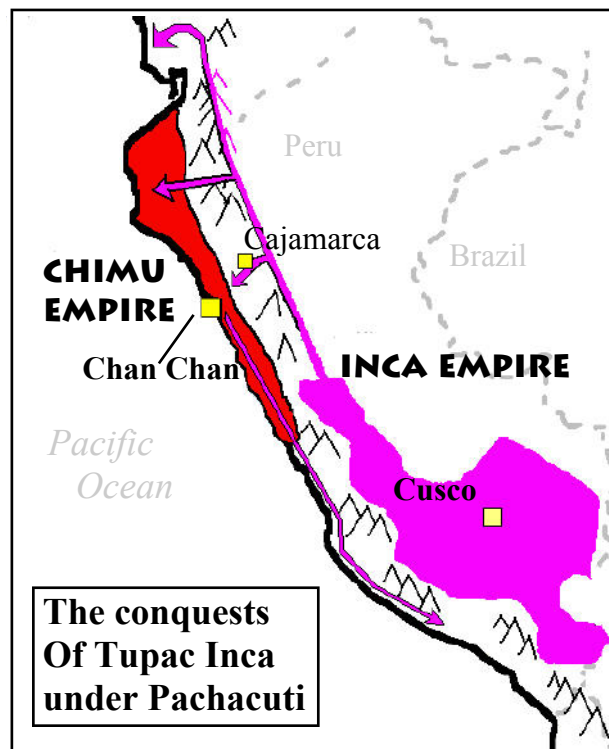 Peru
Cajamarca
Brazil
CHIMU
EMPIRE
Chan Chan
INCA EMPIRE
Pacific
Ocean
Cusco
The conquests
Of Tupac Inca
under Pachacuti